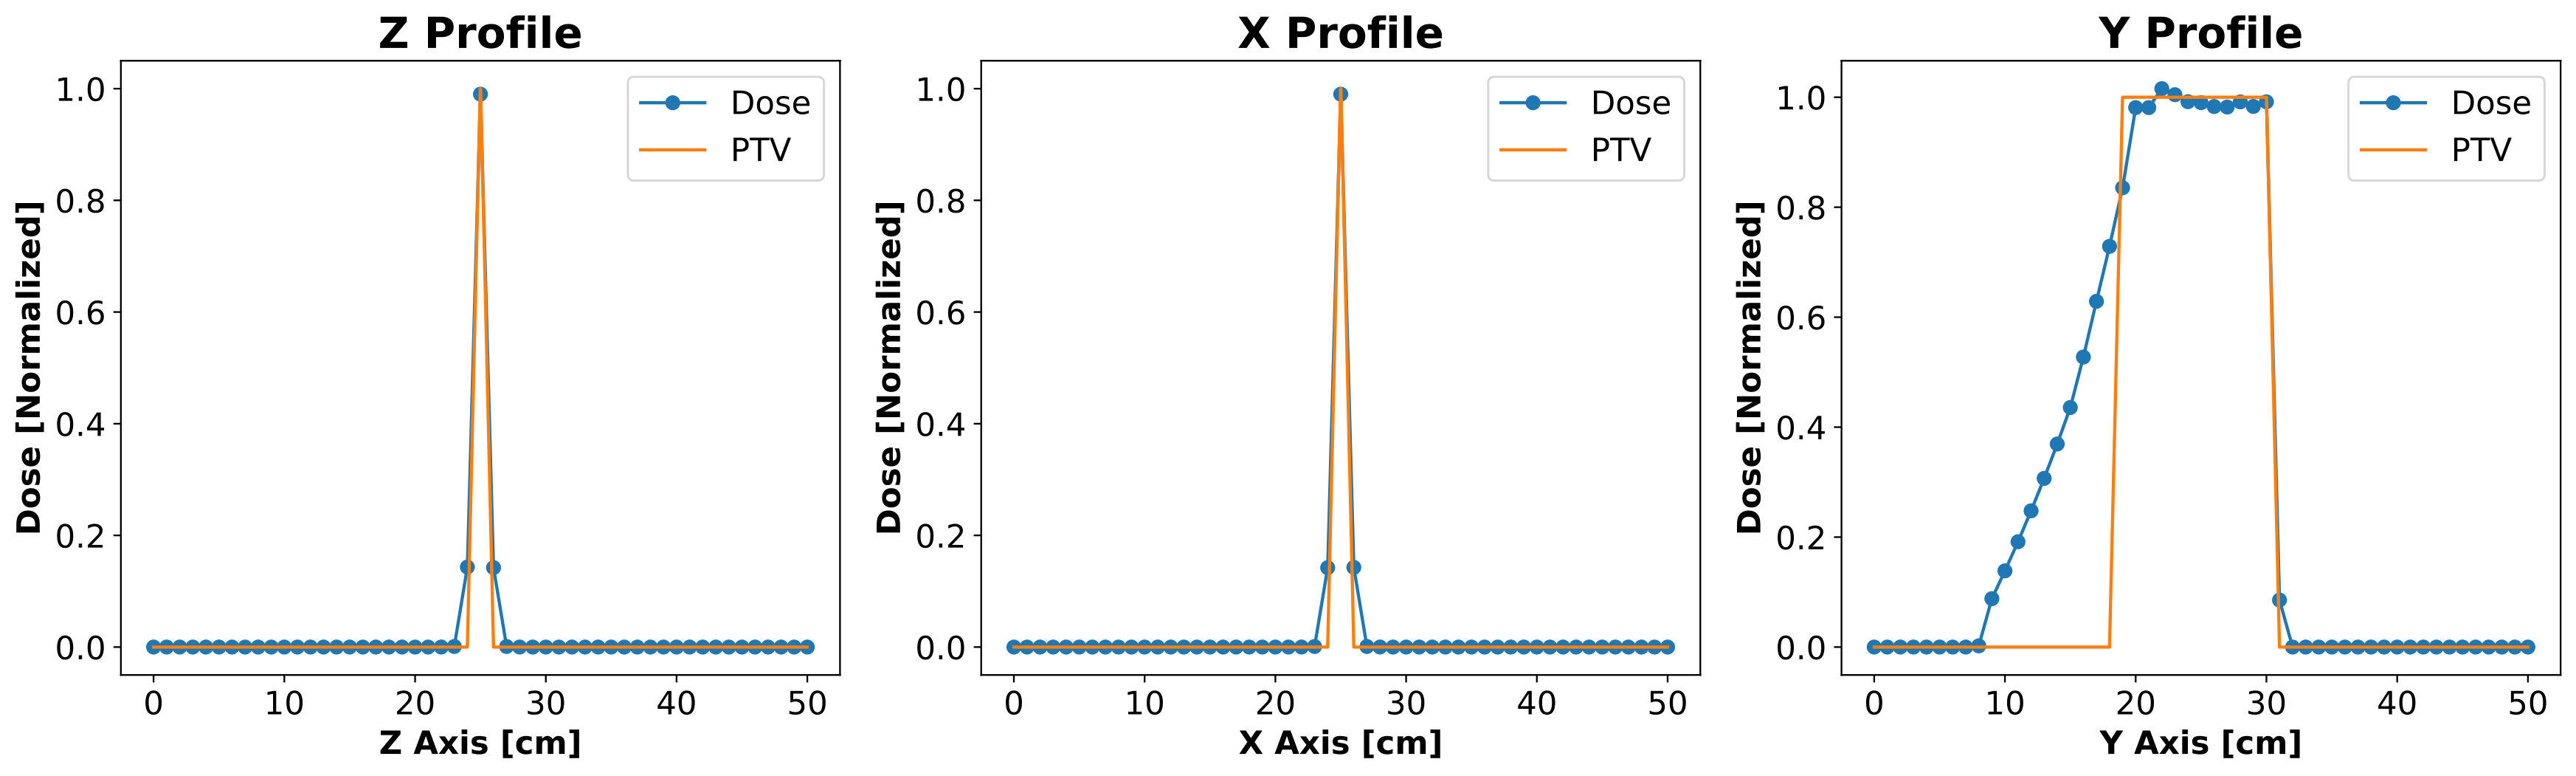 Z Profile
1.0
0.8
0.6
0.4
0.2
0.0
Dose [Normalized]
Dose
PTV
0 10 20 30 40 50
Z Axis [cm]
X Profile
1.0
0.8
0.6
0.4
0.2
0.0
Dose [Normalized]
Dose
PTV
0 10 20 30 40 50
X Axis [cm]
Y Profile
1.0
0.8
0.6
0.4
0.2
0.0
Dose [Normalized]
Dose
PTV
0 10 20 30 40 50
Y Axis [cm]